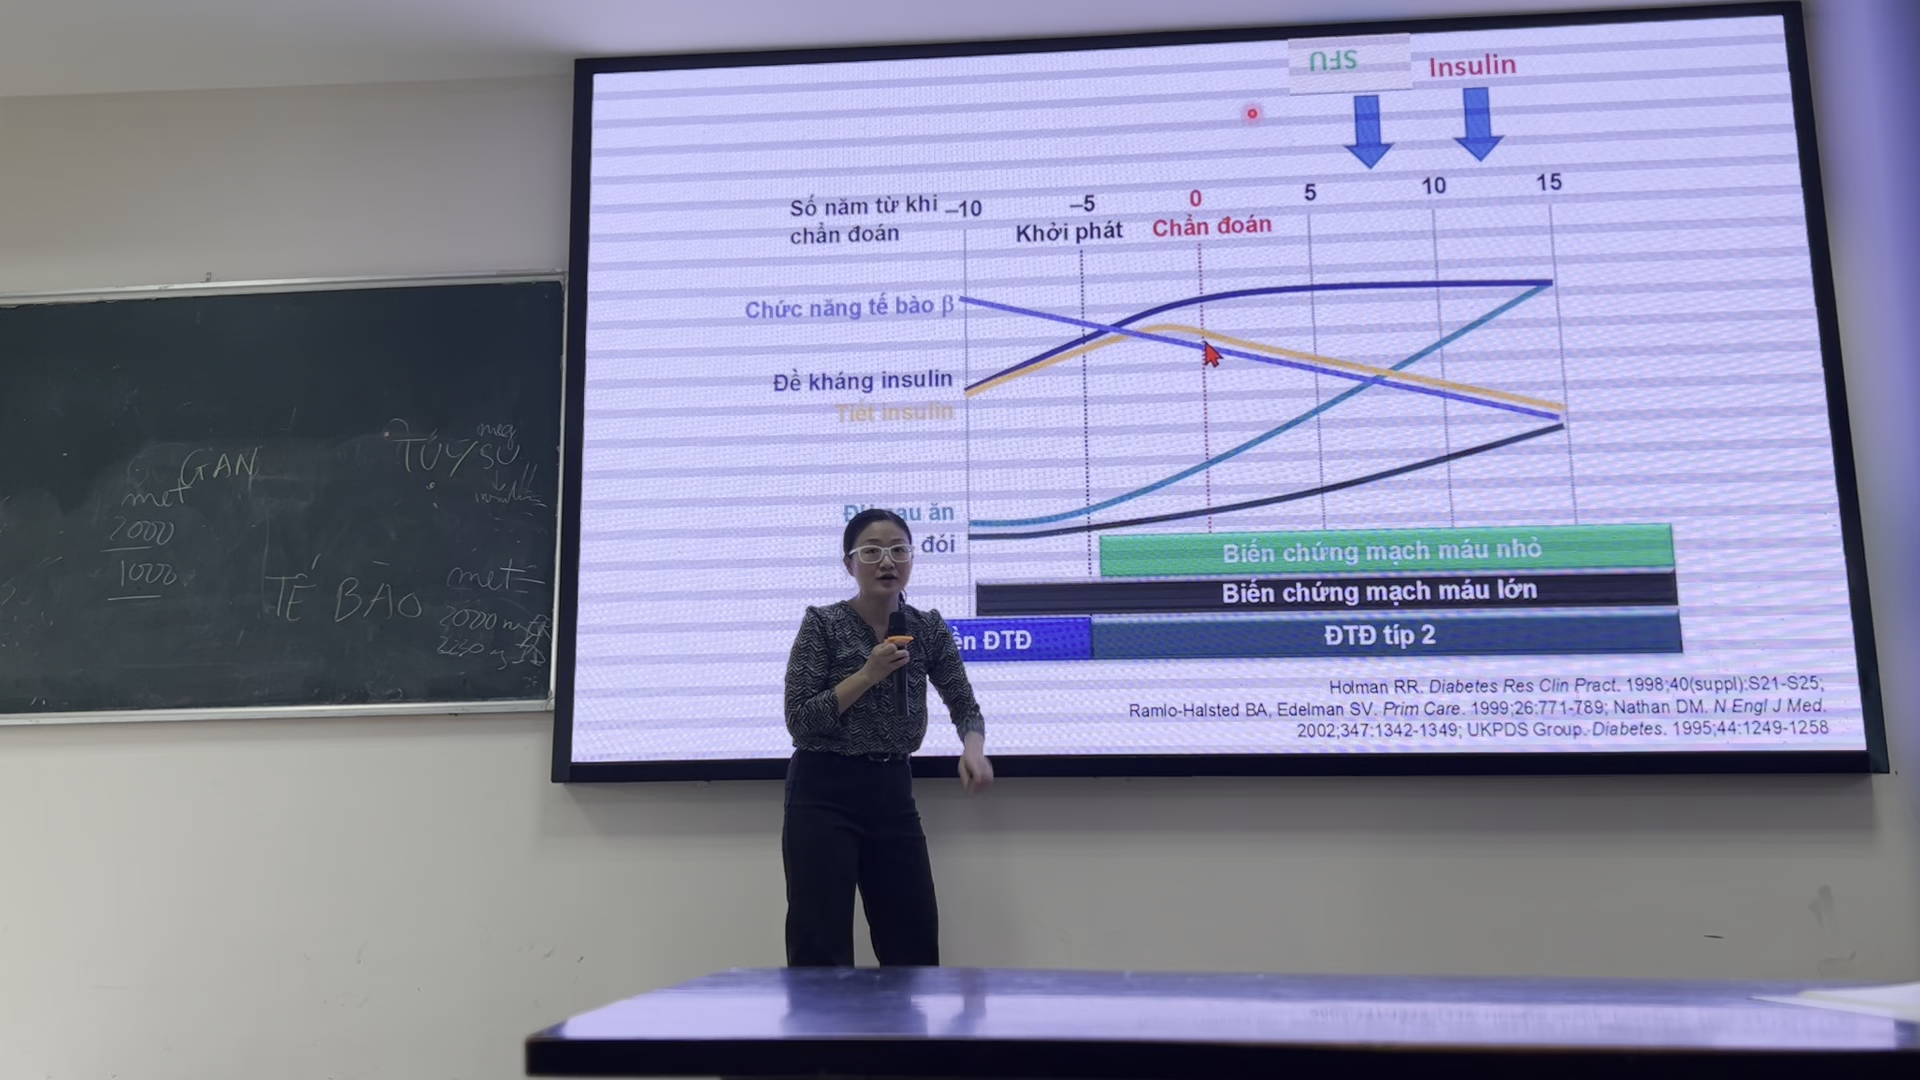 SFU
Insulin
Số năm từ khi
chẩn đoán
–10
–5
0
5
10
15
Khởi phát
Chẩn đoán
Chức năng tế bào β
Đề kháng insulin
Tiết insulin
sau ăn
đói
Biến chứng mạch máu nhỏ
Biến chứng mạch máu lớn
ĐTĐ
ĐTĐ típ 2
Holman RR. Diabetes Res Clin Pract. 1998;40(suppl):S21-S25;
Ramlo-Halsted BA, Edelman SV. Prim Care. 1999;26:771-789; Nathan DM. N Engl J Med.
2002;347:1342-1349; UKPDS Group. Diabetes. 1995;44:1249-1258
GAN
met
2000
1000
TẾ BÀO
met
2000